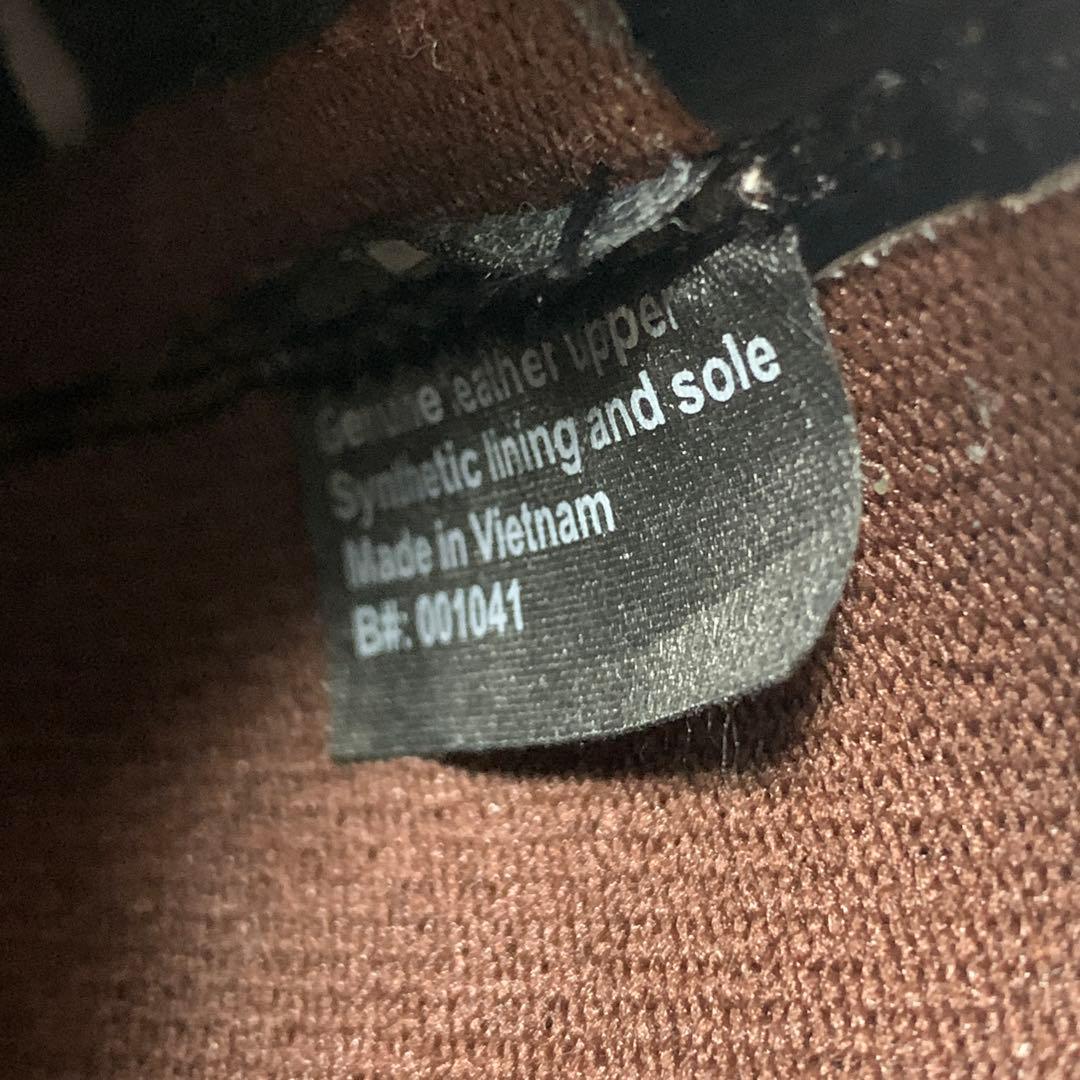 Genuine leather upper
Synthetic lining and sole
Made in Vietnam
B#: 001041